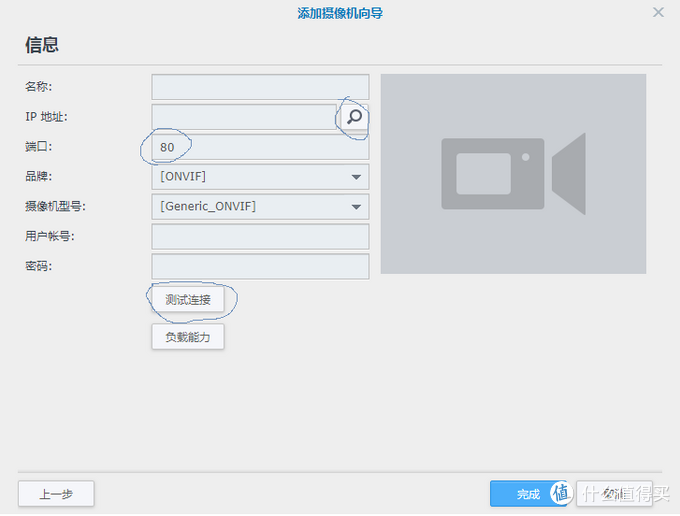 添加摄像机向导
信息
名称:
IP 地址:
端口: 80
品牌: [ONVIF]
摄像机型号: [Generic_ONVIF]
用户帐号:
密码:
测试连接
负载能力
上一步 完成
值 什么值得买